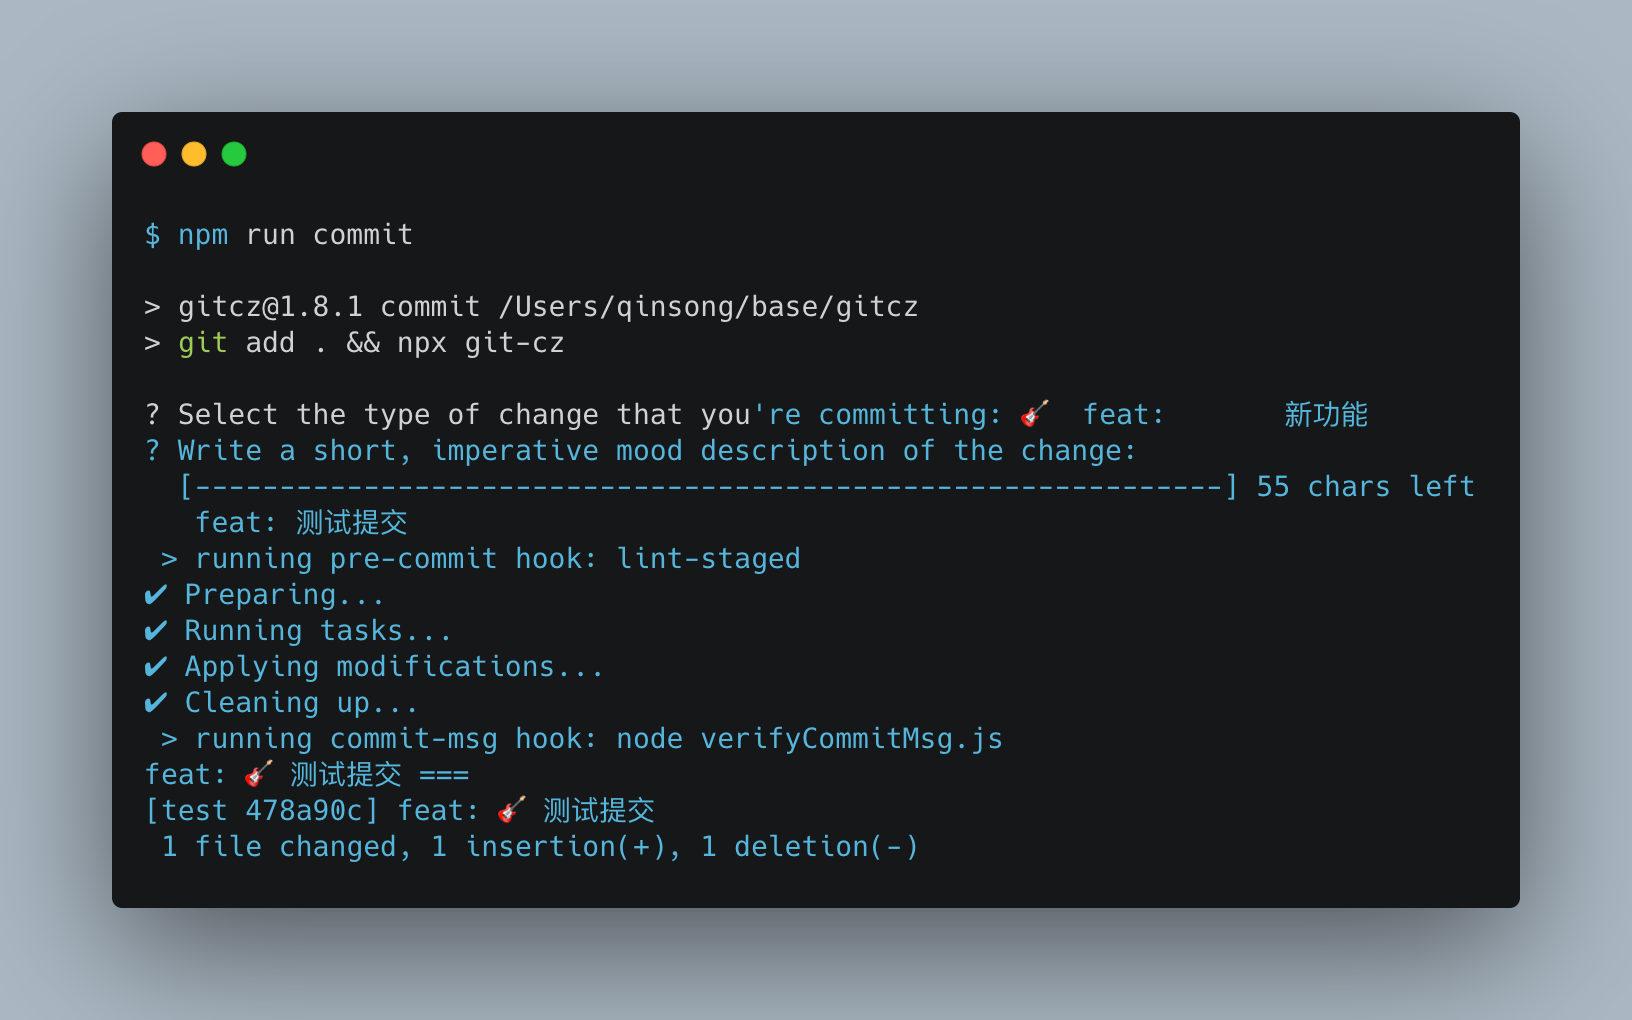 $ npm run commit
> gitcz@1.8.1 commit /Users/qinsong/base/gitcz
> git add . && npx git-cz
? Select the type of change that you're committing: 🎸  feat:       新功能
? Write a short, imperative mood description of the change:
[-------------------------------------------------------------] 55 chars left
feat: 测试提交
> running pre-commit hook: lint-staged
✔ Preparing...
✔ Running tasks...
✔ Applying modifications...
✔ Cleaning up...
> running commit-msg hook: node verifyCommitMsg.js
feat: 🎸 测试提交 ===
[test 478a90c] feat: 🎸 测试提交
1 file changed, 1 insertion(+), 1 deletion(-)